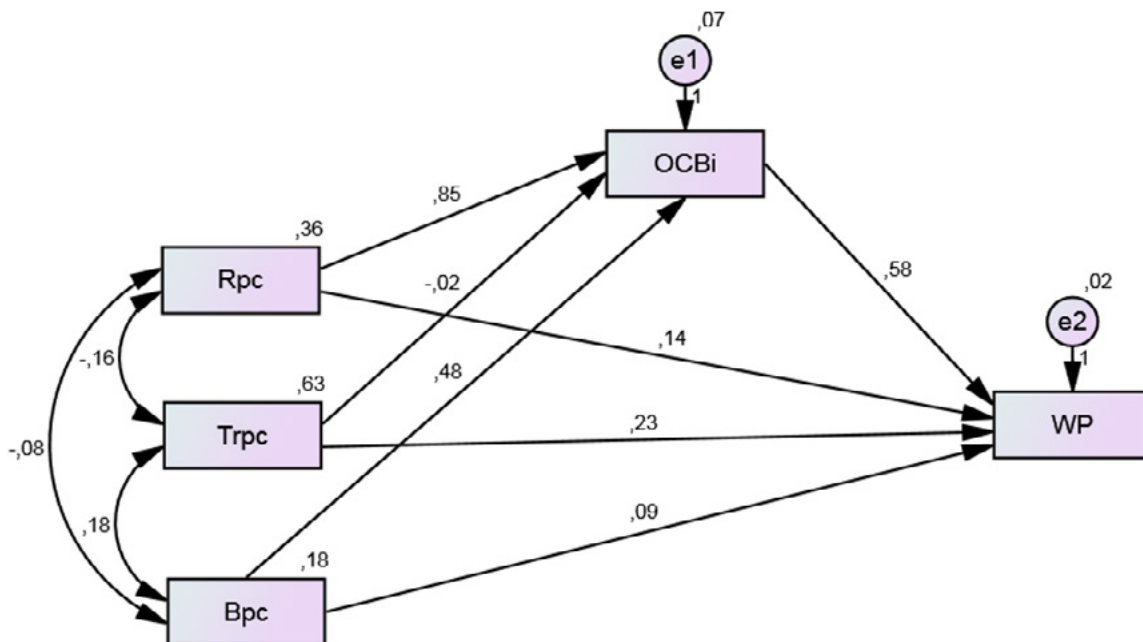 ,07
e1
1
OCBi
,85
,36
Rpc
-,02
,58
,02
e2
-,16
,14
1
,63
,48
Trpc
,23
WP
-,08
,18
,09
,18
Bpc